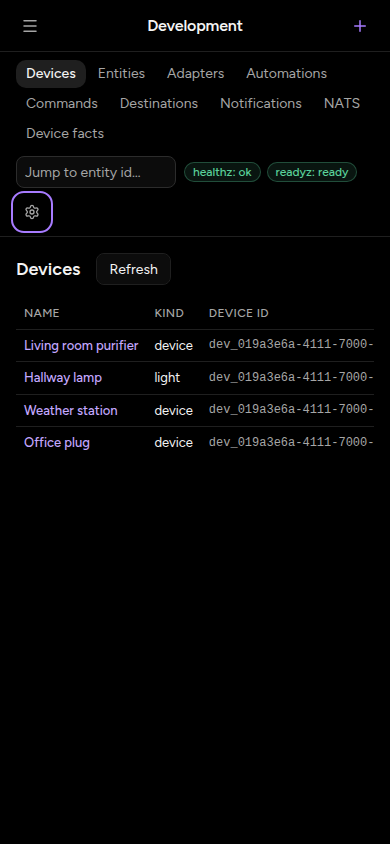 Development
Devices Entities Adapters Automations
Commands Destinations Notifications NATS
Device facts
Jump to entity id... healthz: ok readyz: ready
Devices Refresh
NAME KIND DEVICE ID
Living room purifier device dev_019a3e6a-4111-7000-
Hallway lamp light dev_019a3e6a-4111-7000-
Weather station device dev_019a3e6a-4111-7000-
Office plug device dev_019a3e6a-4111-7000-